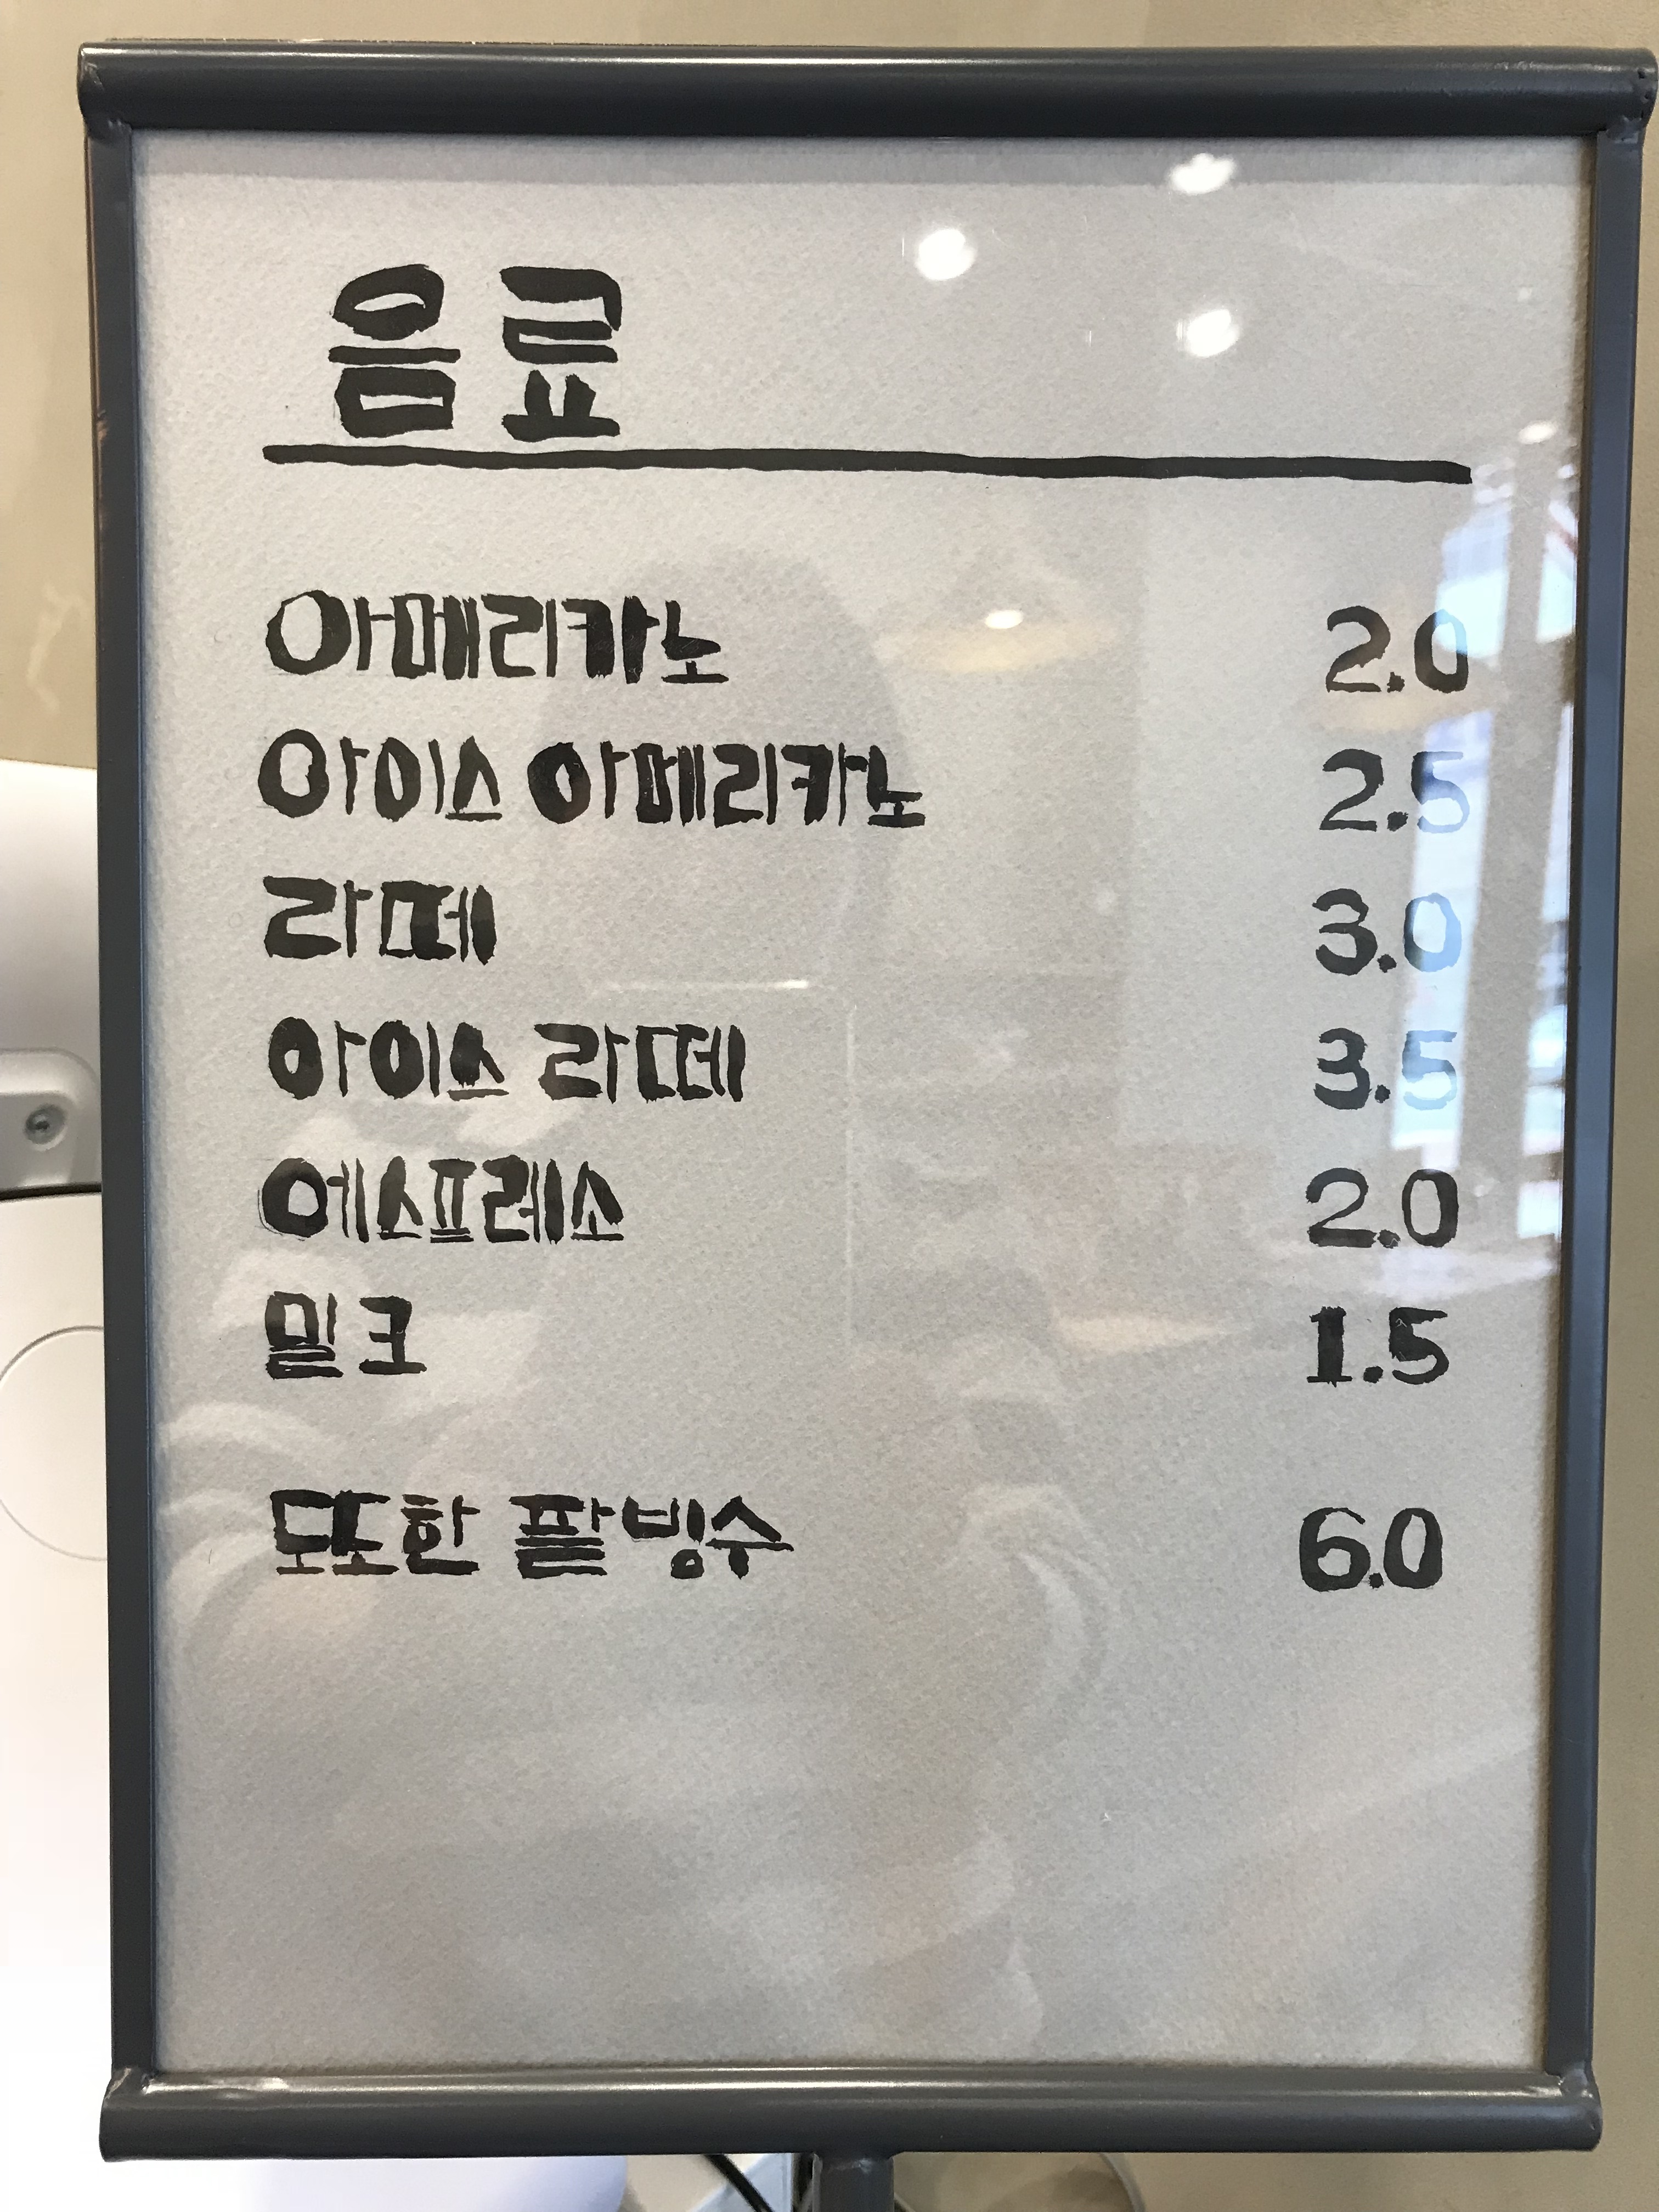 음료
아메리카노 2.0
아이스 아메리카노 2.5
라떼 3.0
아이스 라떼 3.5
에스프레소 2.0
밀크 1.5
또한 팥빙수 6.0